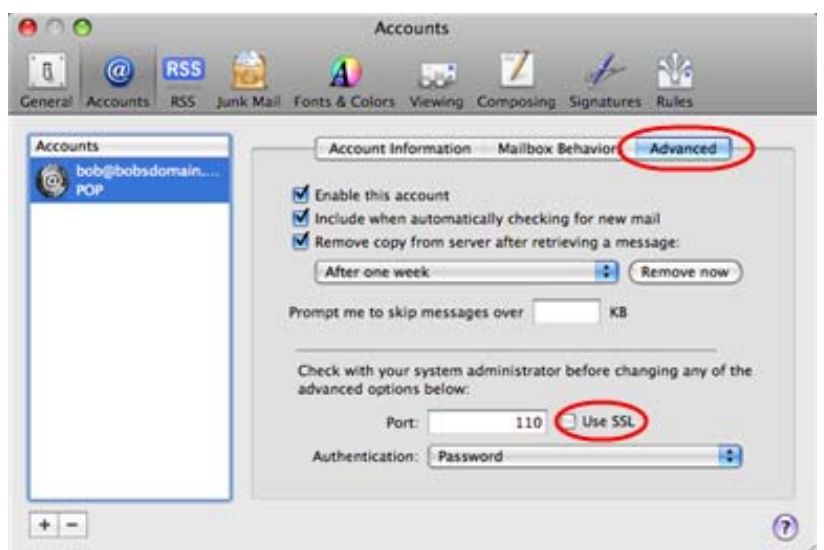 Accounts
RSS
General Accounts RSS Junk Mail Fonts & Colors Viewing Composing Signatures Rules
Accounts
bob@bobsdomain....
POP
Account Information Mailbox Behaviors Advanced
Enable this account
Include when automatically checking for new mail
Remove copy from server after retrieving a message:
After one week Remove now
Prompt me to skip messages over KB
Check with your system administrator before changing any of the
advanced options below:
Port: 110 Use SSL
Authentication: Password
+ − ?